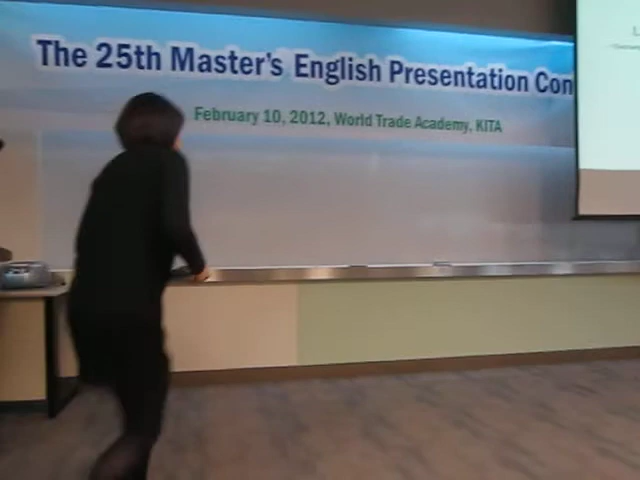 The 25th Master's English Presentation Con
February 10, 2012, World Trade Academy, KITA